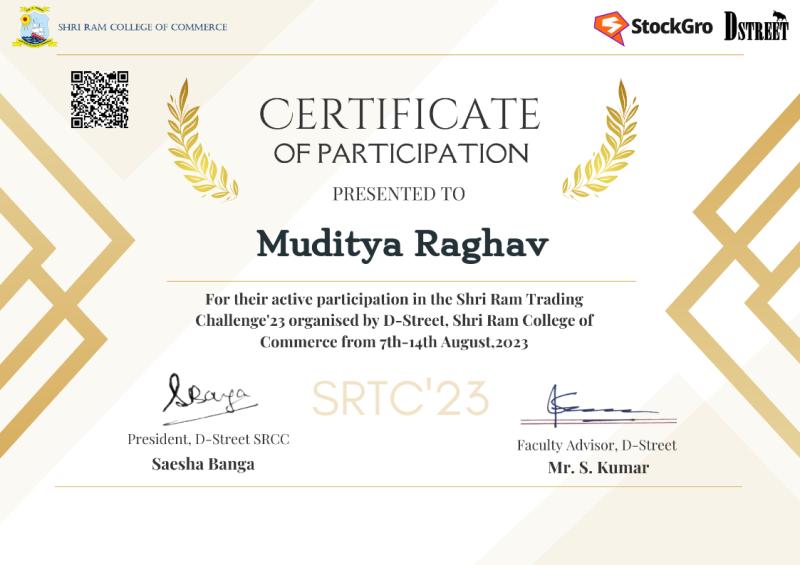 SHRI RAM COLLEGE OF COMMERCE
StockGro DSTREET
CERTIFICATE
OF PARTICIPATION
PRESENTED TO
Muditya Raghav
For their active participation in the Shri Ram Trading
Challenge'23 organised by D-Street, Shri Ram College of
Commerce from 7th-14th August,2023
SRTC'23
President, D-Street SRCC
Saesha Banga
Faculty Advisor, D-Street
Mr. S. Kumar